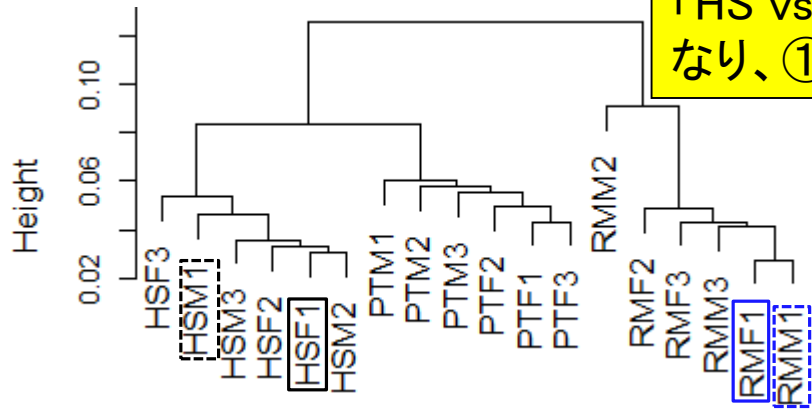 「HS vs
なり、①
Height
0.02
0.06
0.10
HSF3
HSM1
HSM3
HSF2
HSF1
HSM2
PTM1
PTM2
PTM3
PTF2
PTF1
PTF3
RMM2
RMF2
RMF3
RMM3
RMF1
RMM1